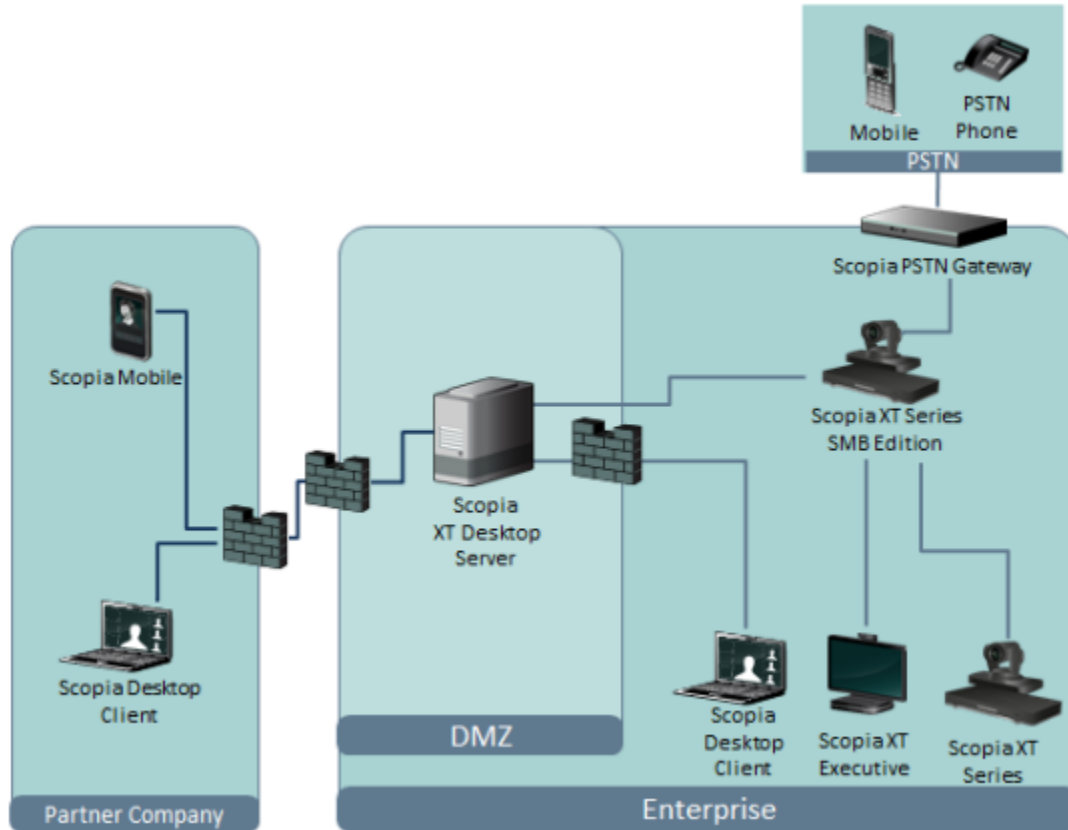 Mobile
PSTN
Phone
PSTN
Scopia PSTN Gateway
Scopia Mobile
Scopia XT Series
SMB Edition
Scopia
XT Desktop
Server
Scopia Desktop
Client
Scopia
Desktop
Client
Scopia XT
Executive
Scopia XT
Series
DMZ
Partner Company
Enterprise